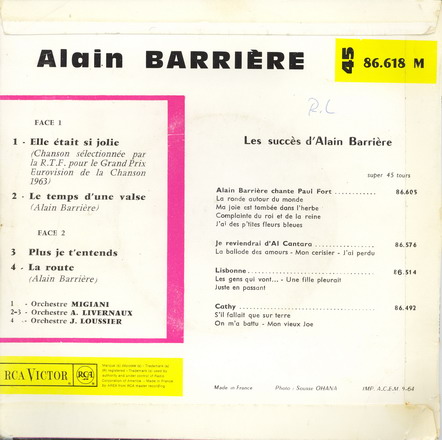 Alain BARRIÈRE
45
86.618 M
R.L
FACE 1
1 - Elle était si jolie
(Chanson sélectionnée par
la R.T.F. pour le Grand Prix
Eurovision de la Chanson
1963)
2 - Le temps d'une valse
(Alain Barrière)
FACE 2
3 Plus je t'entends
4 - La route
(Alain Barrière)
1 - Orchestre MIGIANI
2-3 - Orchestre A. LIVERNAUX
4 - Orchestre J. LOUSSIER
Les succès d'Alain Barrière
super 45 tours
Alain Barrière chante Paul Fort ............ 86.605
La ronde autour du monde
Ma joie est tombée dans l'herbe
Complainte du roi et de la reine
J'ai des p'tites fleurs bleues
Je reviendrai d'Al Cantara ............ 86.576
La ballade des amours - Mon cerisier - J'ai perdu
Lisbonne ............ 86.514
Les gens qui vont... - Une fille pleurait
Juste en passant
Cathy ............ 86.492
S'il fallait que sur terre
On m'a battu - Mon vieux Joe
RCA VICTOR
RCA
Made in France Photo : Sousse OHANA IMP. A.C.E.M. 9-64